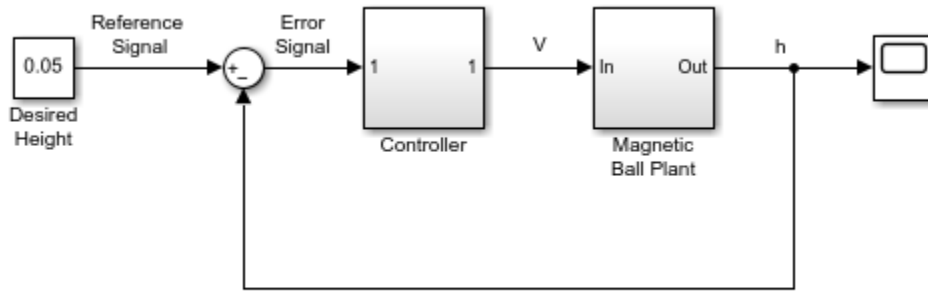 Reference
Signal
Error
Signal
V
h
0.05
+
−
1
1
In
Out
Desired
Height
Controller
Magnetic
Ball Plant